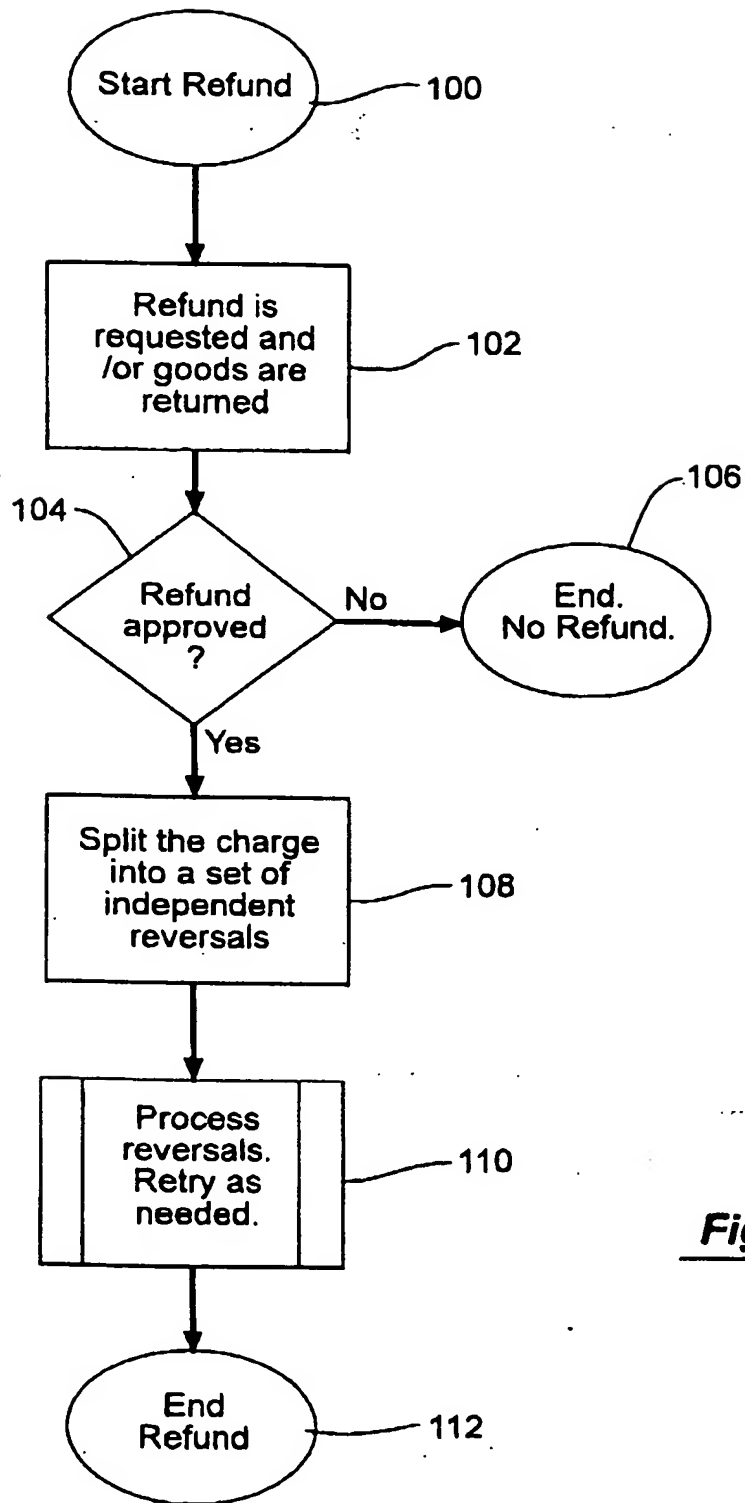 Start Refund
100
Refund is
requested and
/or goods are
returned
102
104
Refund
approved
?
No
106
End.
No Refund.
Yes
Split the charge
into a set of
independent
reversals
108
Process
reversals.
Retry as
needed.
110
End
Refund
112